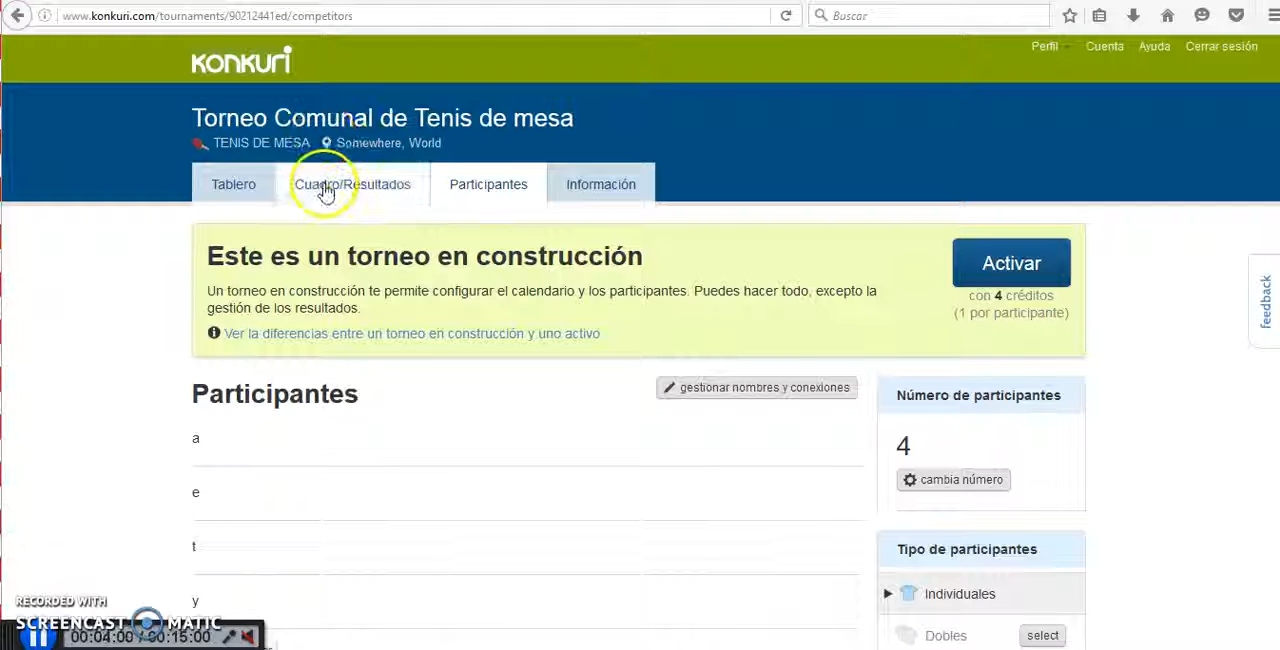 www.konkuri.com/tournaments/90212441ed/competitors
Buscar
Perfil
Cuenta
Ayuda
Cerrar sesión
KONKURI
Torneo Comunal de Tenis de mesa
TENIS DE MESA
Somewhere, World
Tablero
Cuadro/Resultados
Participantes
Información
Este es un torneo en construcción
Un torneo en construcción te permite configurar el calendario y los participantes. Puedes hacer todo, excepto la
gestión de los resultados.
Ver la diferencias entre un torneo en construcción y uno activo
Activar
con 4 créditos
(1 por participante)
feedback
Participantes
gestionar nombres y conexiones
a
e
t
y
Número de participantes
4
cambia número
Tipo de participantes
Individuales
Dobles
select
RECORDED WITH
SCREENCAST MATIC
00:04:00 / 00:15:00